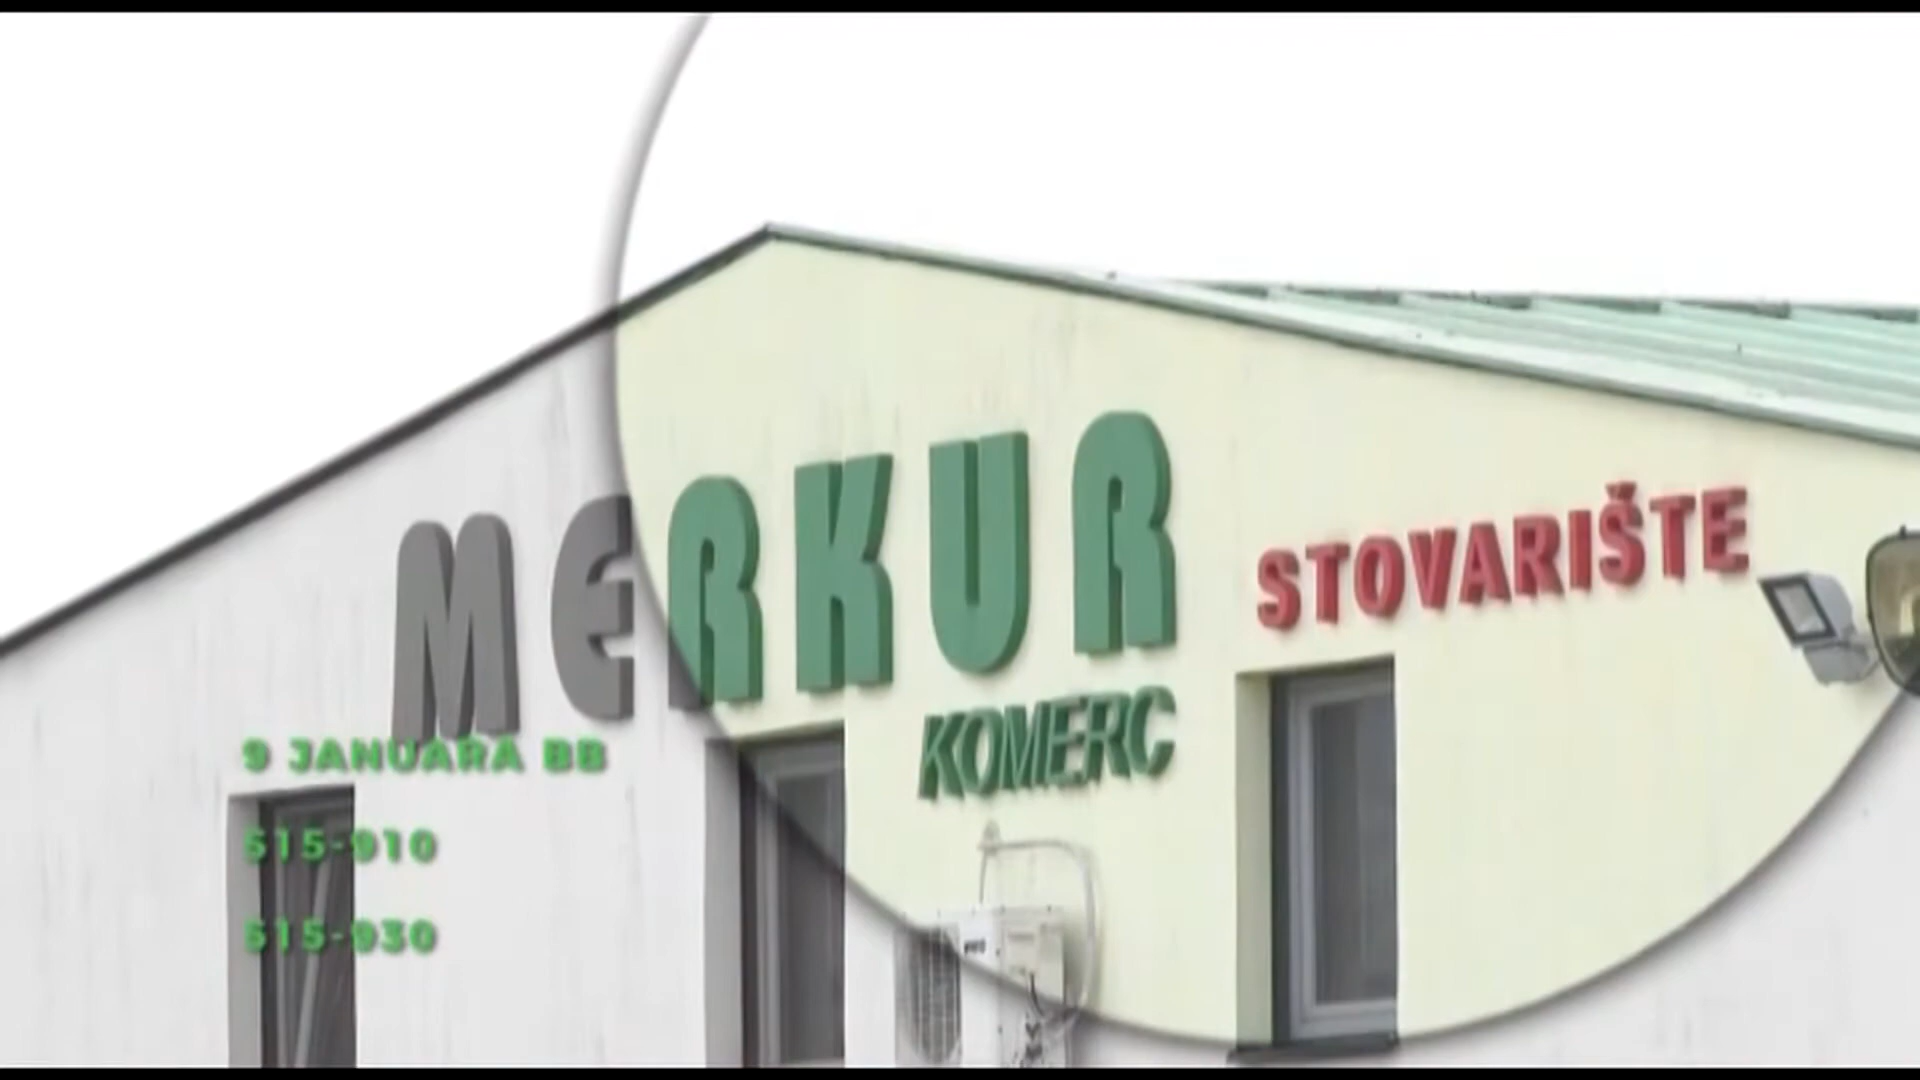 MERKUR
STOVARIŠTE
KOMERC
9 JANUARA BB
515-910
515-930